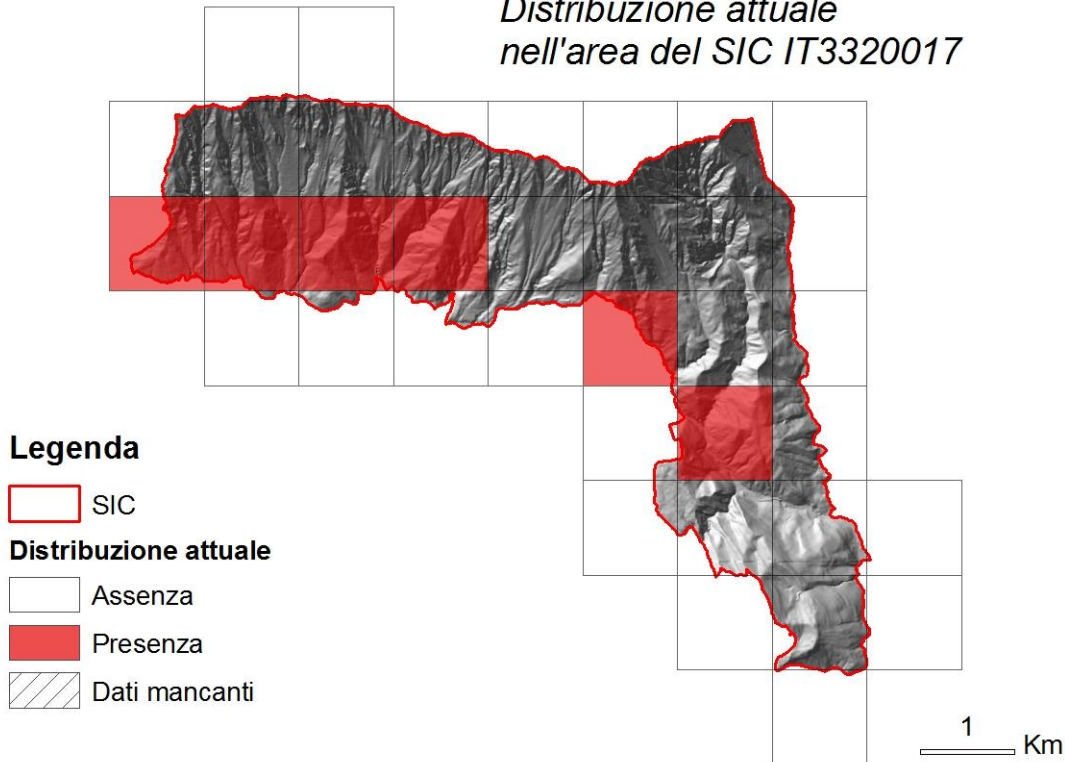 Distribuzione attuale
nell'area del SIC IT3320017
Legenda
SIC
Distribuzione attuale
Assenza
Presenza
Dati mancanti
1
Km